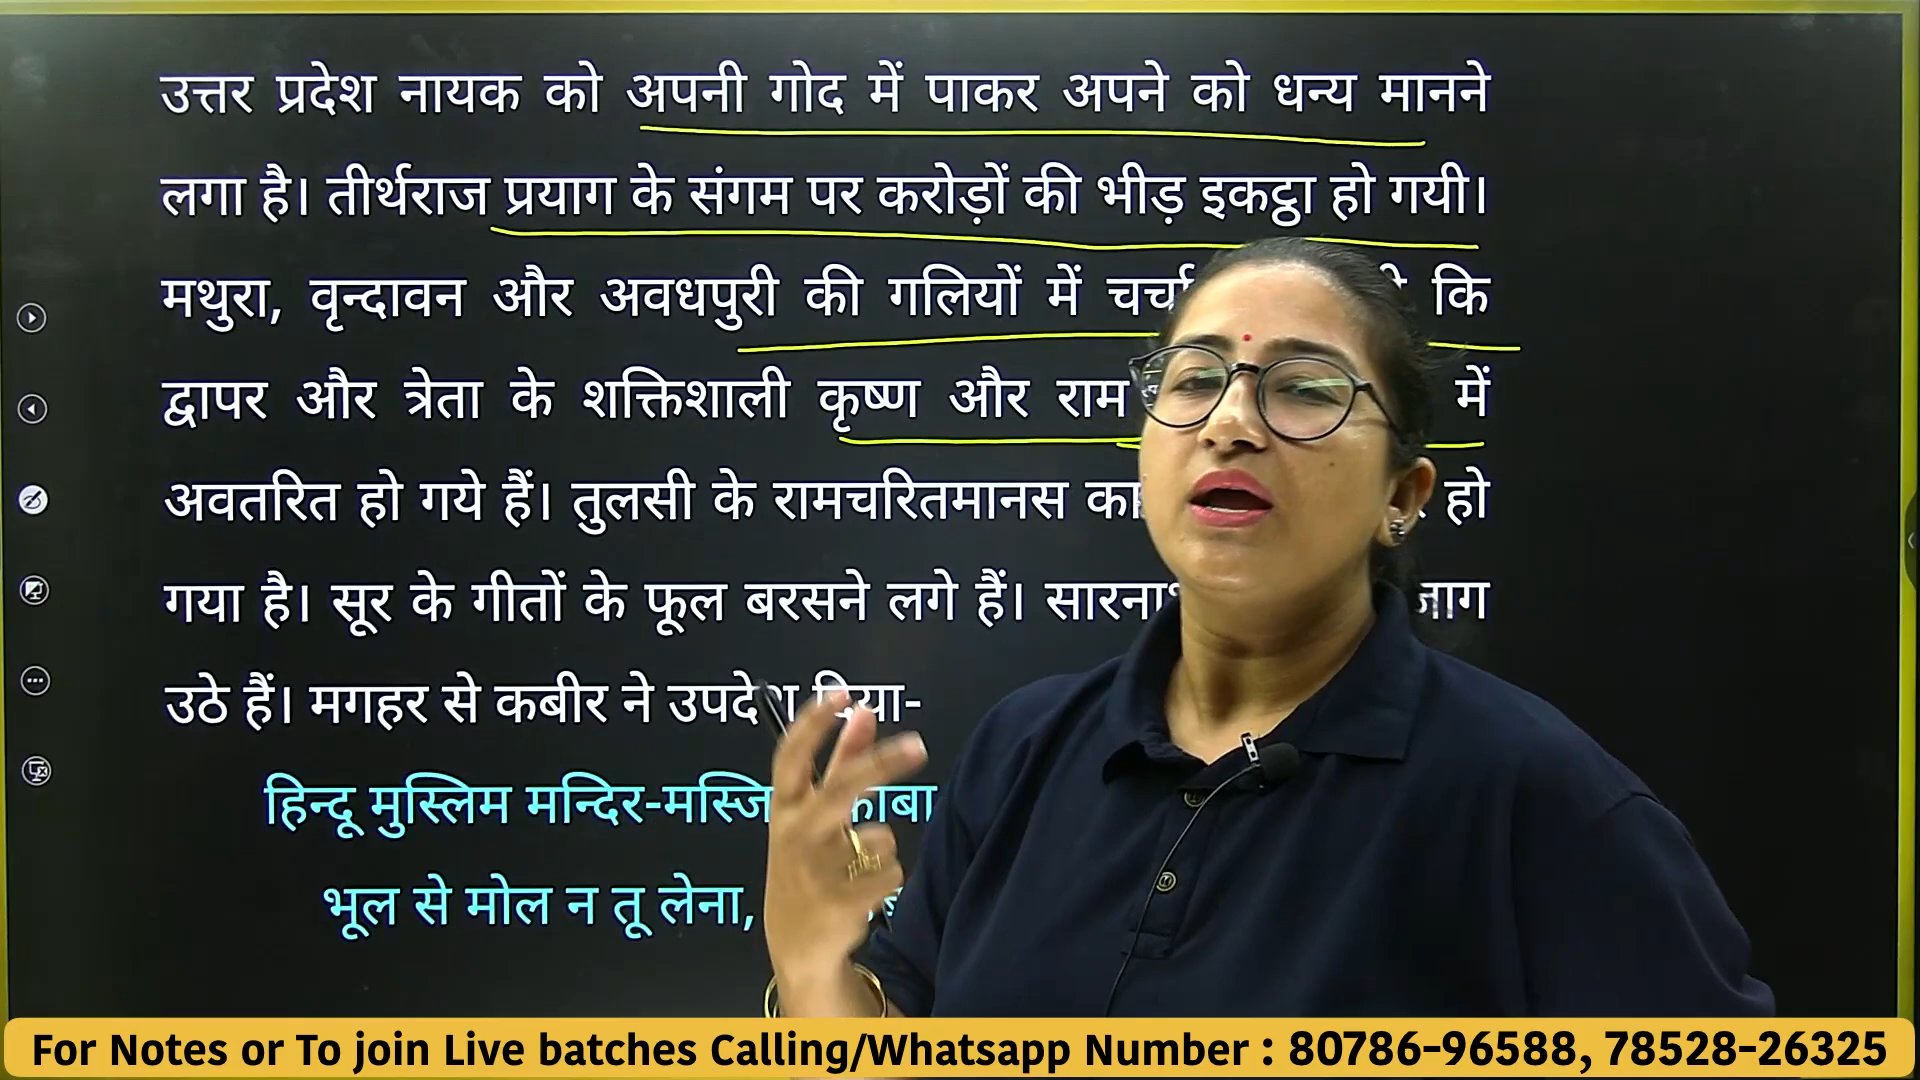 उत्तर प्रदेश नायक को अपनी गोद में पाकर अपने को धन्य मानने
लगा है। तीर्थराज प्रयाग के संगम पर करोड़ों की भीड़ इकट्ठा हो गयी।
मथुरा, वृन्दावन और अवधपुरी की गलियों में कि
द्वापर और त्रेता के शक्तिशाली कृष्ण और राम में
अवतरित हो गये हैं। तुलसी के रामचरितमानस का हो
गया है। सूर के गीतों के फूल बरसने लगे हैं। जाग
उठे हैं। मगहर से कबीर ने उपदेश दिया-
हिन्दू मुस्लिम
भूल से मोल न तू लेना,
For Notes or To join Live batches Calling/Whatsapp Number : 80786-96588, 78528-26325